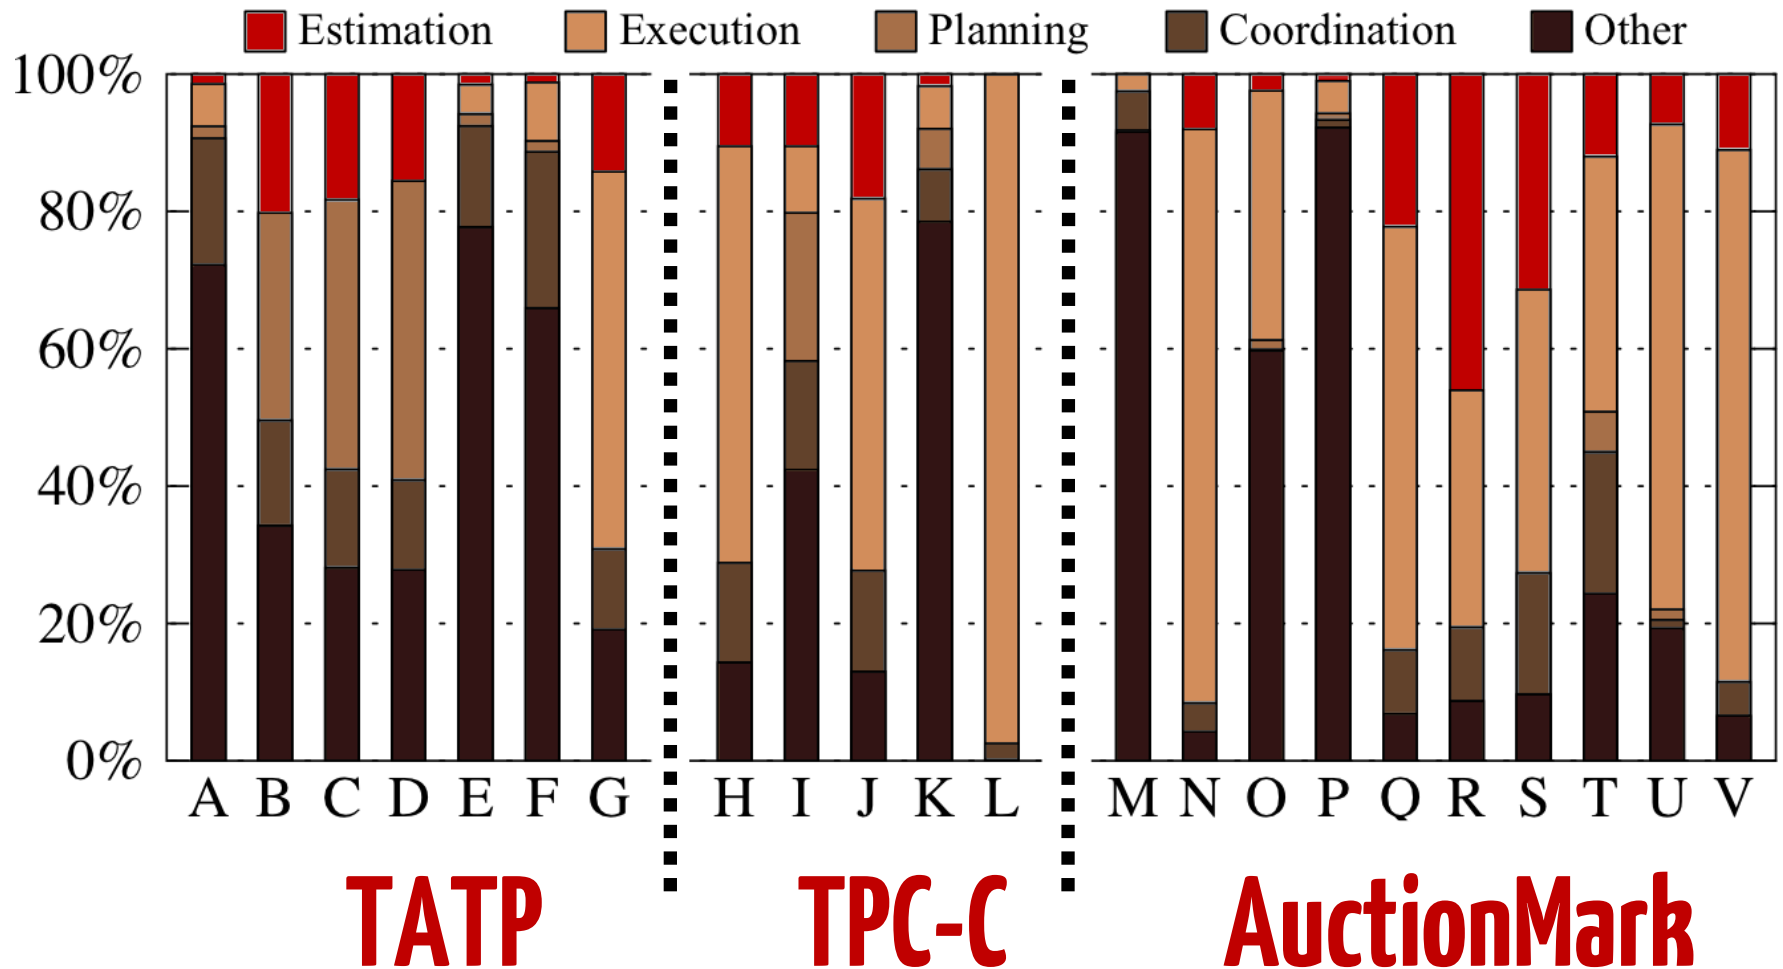 Estimation Execution Planning Coordination Other
100%
80%
60%
40%
20%
0%
A B C D E F G H I J K L M N O P Q R S T U V
TATP TPC-C AuctionMark